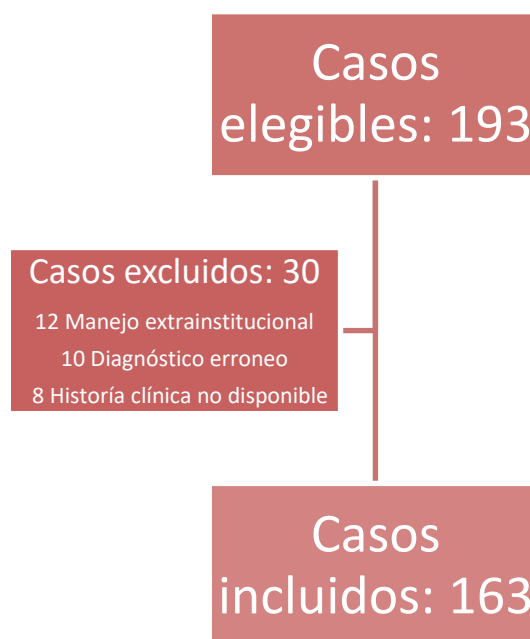 Casos
elegibles: 193
Casos excluidos: 30
12 Manejo extrainstitucional
10 Diagnóstico erroneo
8 Historía clínica no disponible
Casos
incluidos: 163